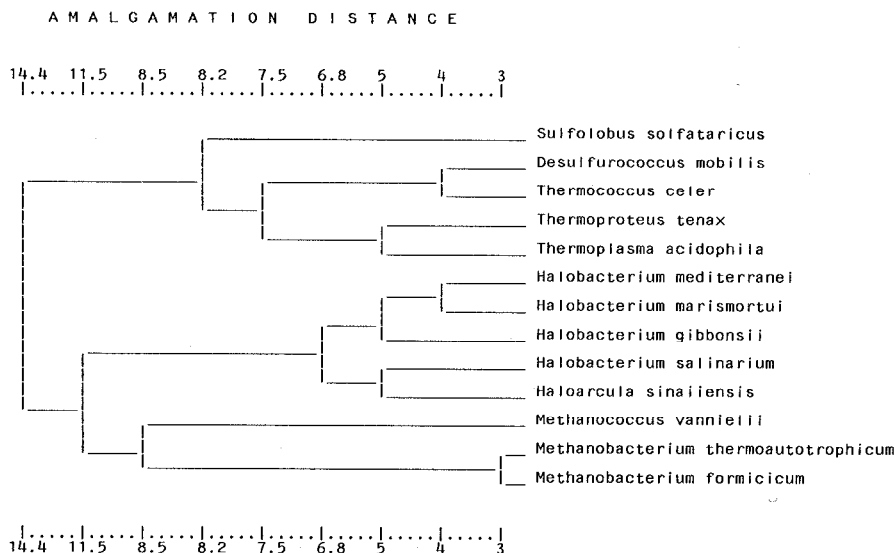 AMALGAMATION DISTANCE
14.4 11.5 8.5 8.2 7.5 6.8 5 4 3
Sulfolobus solfataricus
Desulfurococcus mobilis
Thermococcus celer
Thermoproteus tenax
Thermoplasma acidophila
Halobacterium mediterranei
Halobacterium marismortui
Halobacterium gibbonsii
Halobacterium salinarium
Haloarcula sinaiiensis
Methanococcus vannielii
Methanobacterium thermoautotrophicum
Methanobacterium formicicum
14.4 11.5 8.5 8.2 7.5 6.8 5 4 3